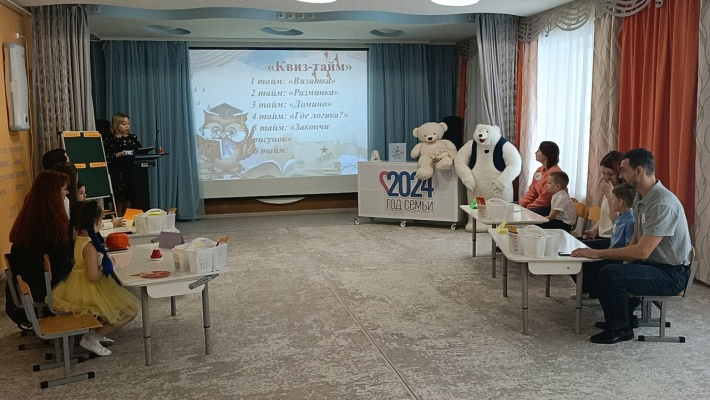 «Квиз-тайм»
1 тайм: «Визитка»
2 тайм: «Разминка»
3 тайм: «Домино»
4 тайм: «Где логика?»
5 тайм: «Закончи
рисунок»
6 тайм:
2024
ГОД СЕМЬИ